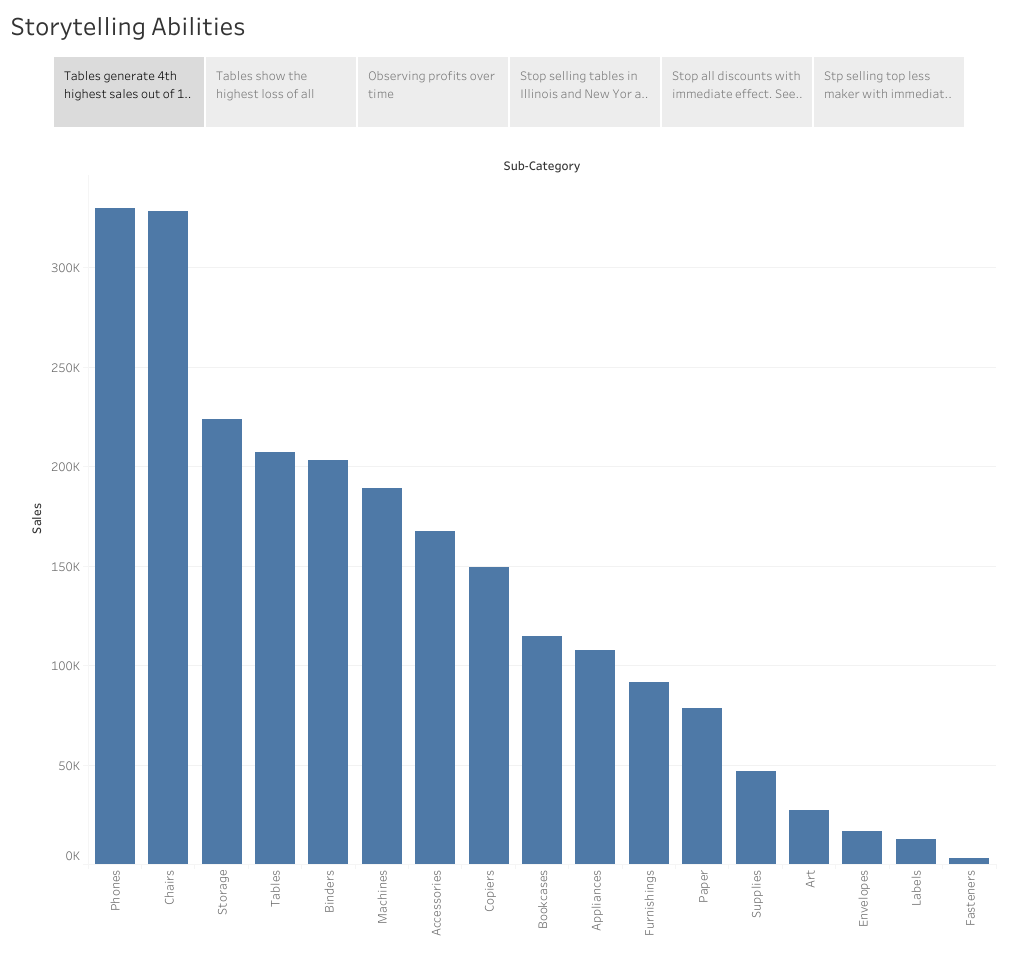 Storytelling Abilities
Tables generate 4th
highest sales out of 1..
Tables show the
highest loss of all
Observing profits over
time
Stop selling tables in
Illinois and New Yor a..
Stop all discounts with
immediate effect. See..
Stp selling top less
maker with immediat..
Sub-Category
300K
250K
200K
150K
100K
50K
0K
Sales
Phones
Chairs
Storage
Tables
Binders
Machines
Accessories
Copiers
Bookcases
Appliances
Furnishings
Paper
Supplies
Art
Envelopes
Labels
Fasteners